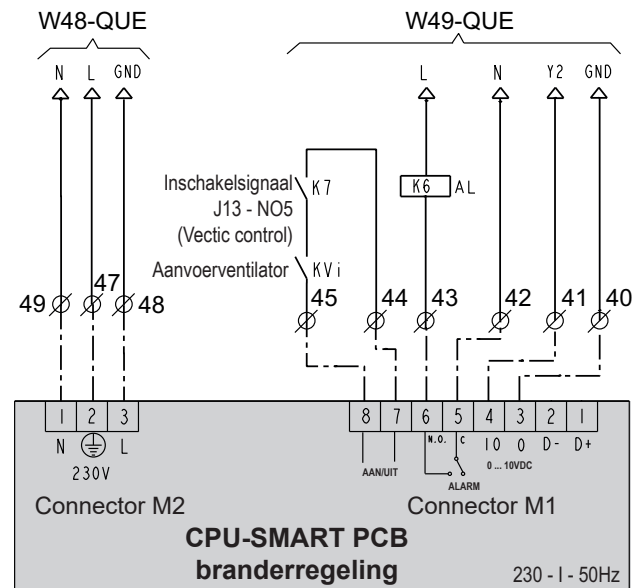 W48-QUE W49-QUE
N L GND L N Y2 GND
Inschakelsignaal K7 K6 AL
J13 - NO5
(Vectic control)
Aanvoerventilator KVi
49 47 48 45 44 43 42 41 40
1 2 3 8 7 6 5 4 3 2 1
N L N.O. C 10 0 D- D+
230V AAN/UIT 0 ... 10VDC
ALARM
Connector M2 Connector M1
CPU-SMART PCB
branderregeling
230 - I - 50Hz